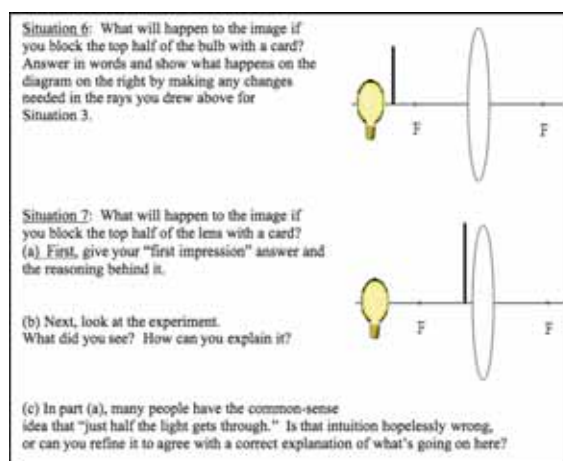 Situation 6:  What will happen to the image if
you block the top half of the bulb with a card?
Answer in words and show what happens on the
diagram on the right by making any changes
needed in the rays you drew above for
Situation 3.
F F
Situation 7:  What will happen to the image if
you block the top half of the lens with a card?
(a) First, give your “first impression” answer and
the reasoning behind it.
F F
(b) Next, look at the experiment.
What did you see?  How can you explain it?
(c) In part (a), many people have the common-sense
idea that “just half the light gets through.”  Is that intuition hopelessly wrong,
or can you refine it to agree with a correct explanation of what’s going on here?